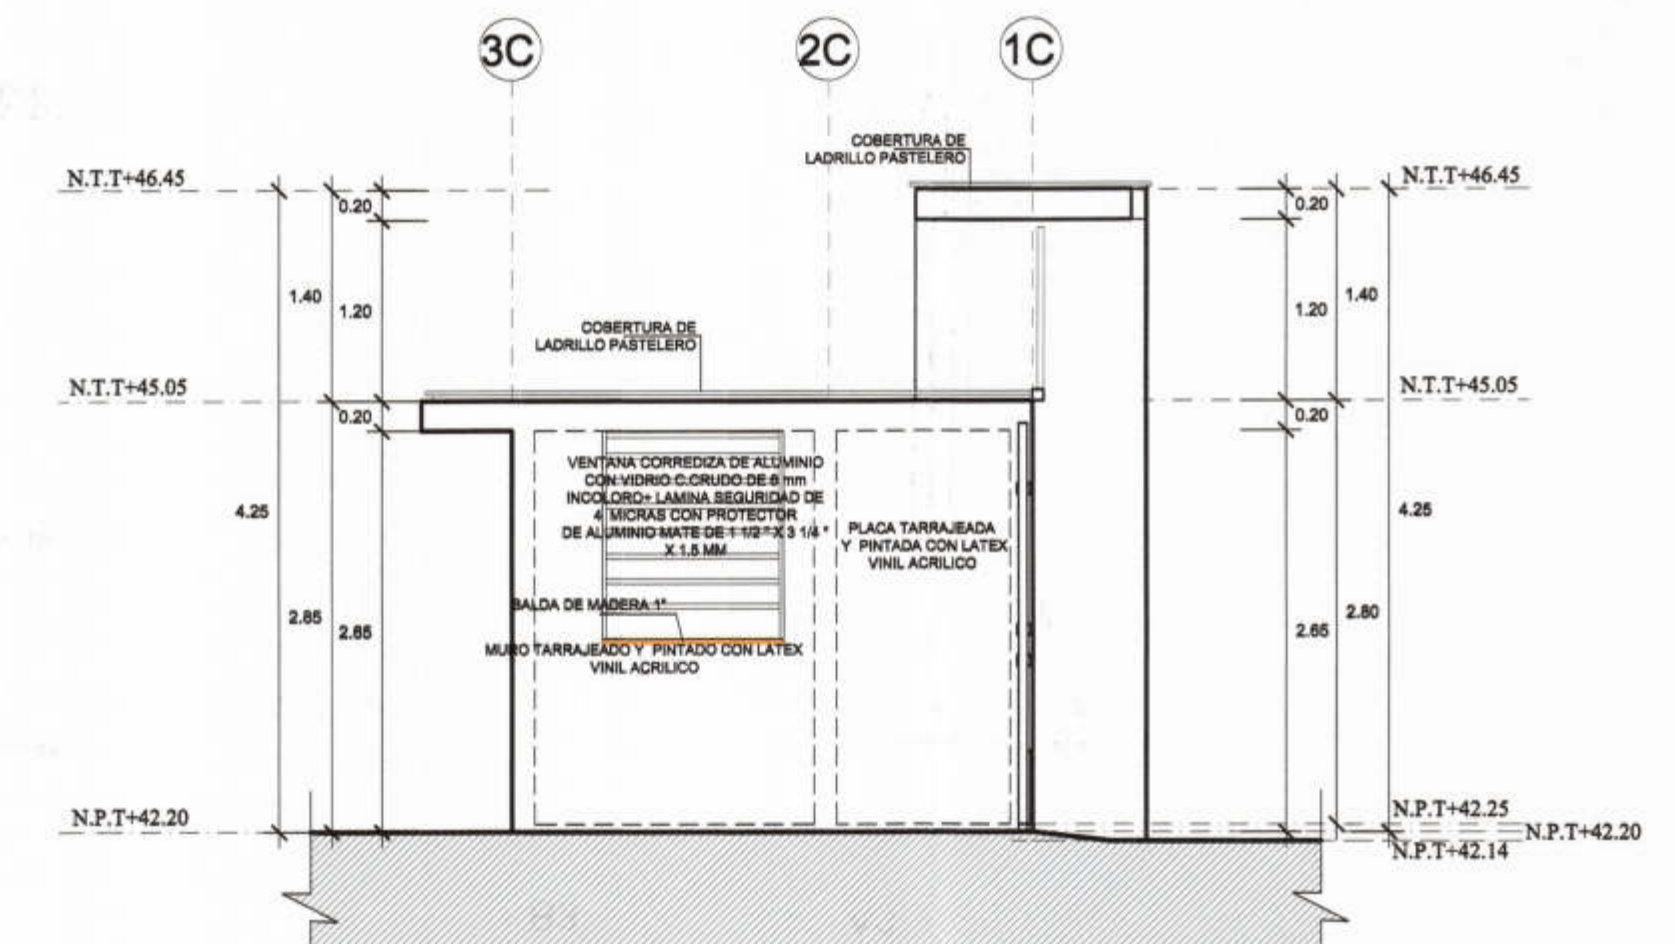 3C
2C
1C
COBERTURA DE
LADRILLO PASTELERO
N.T.T+46.45
N.T.T+46.45
0.20
0.20
1.40
1.20
1.20
1.40
COBERTURA DE
LADRILLO PASTELERO
N.T.T+45.05
N.T.T+45.05
0.20
0.20
VENTANA CORREDIZA DE ALUMINIO
CON VIDRIO C.CRUDO DE 6 mm
INCOLORO+ LAMINA SEGURIDAD DE
4 MICRAS CON PROTECTOR
DE ALUMINIO MATE DE 1 1/2 " X 3 1/4 "
X 1.5 MM
4.25
4.25
PLACA TARRAJEADA
Y PINTADA CON LATEX
VINIL ACRILICO
BALDA DE MADERA 1"
2.85
2.65
2.65
2.80
MURO TARRAJEADO Y PINTADO CON LATEX
VINIL ACRILICO
N.P.T+42.20
N.P.T+42.25
N.P.T+42.20
N.P.T+42.14